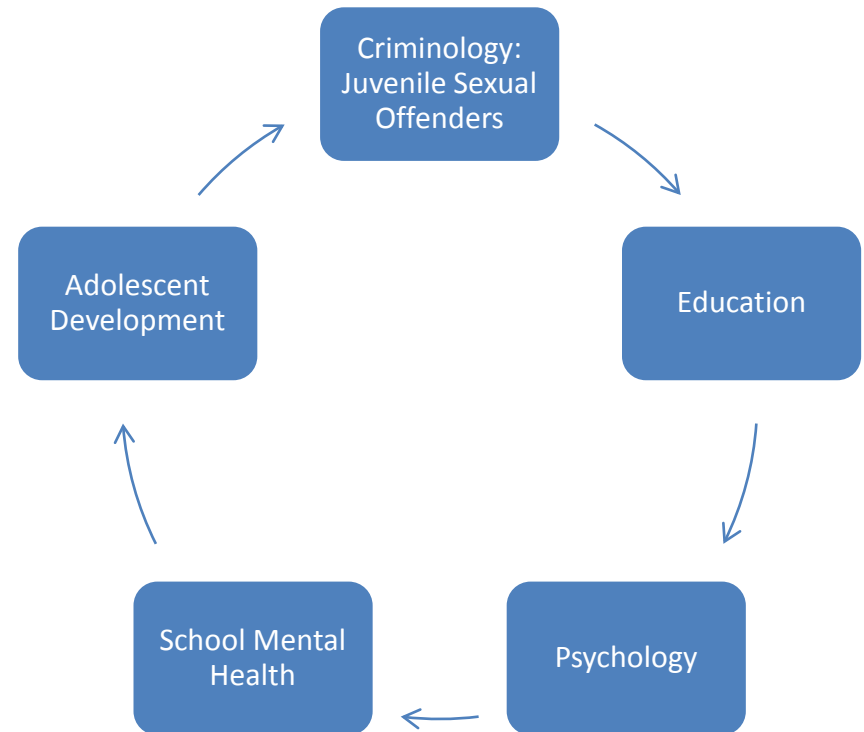 Criminology:
Juvenile Sexual
Offenders
Education
Psychology
School Mental
Health
Adolescent
Development